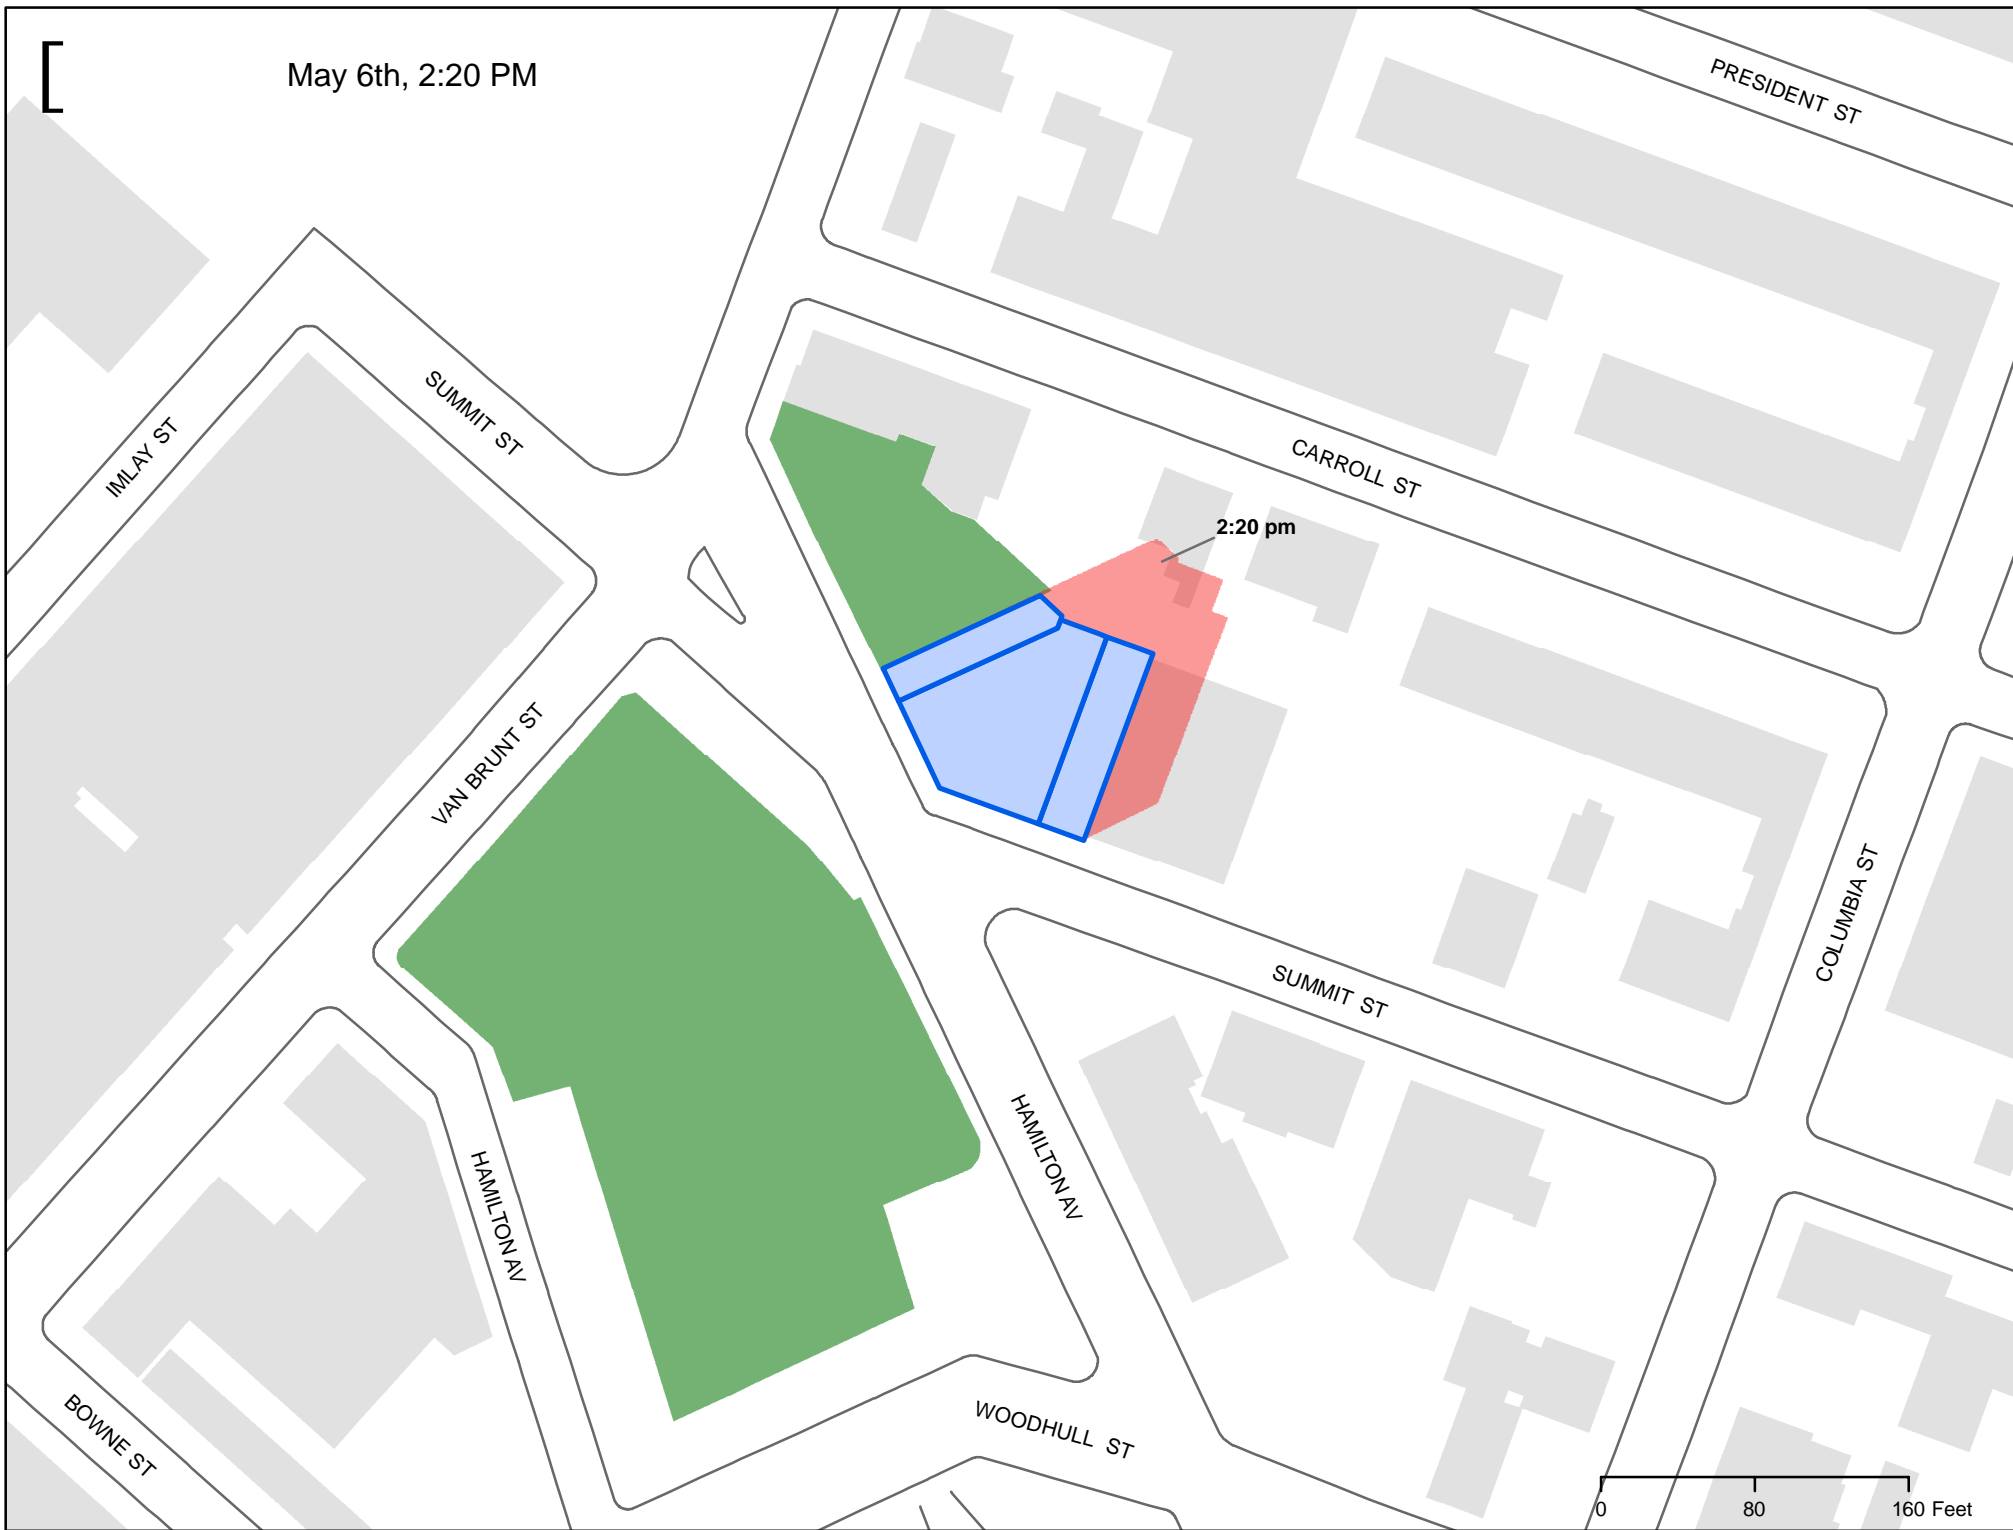 [
May 6th, 2:20 PM
PRESIDENT ST
SUMMIT ST
IMLAY ST
CARROLL ST
2:20 pm
VAN BRUNT ST
COLUMBIA ST
SUMMIT ST
HAMILTON AV
HAMILTON AV
WOODHULL ST
BOWNE ST
0 80 160 Feet